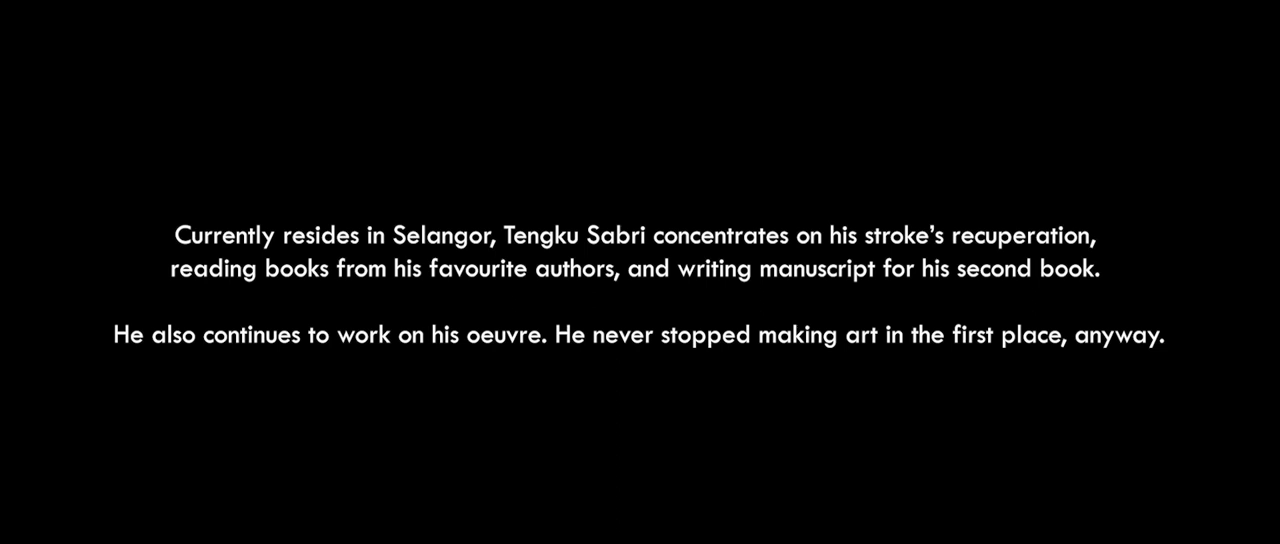 Currently resides in Selangor, Tengku Sabri concentrates on his stroke’s recuperation,
reading books from his favourite authors, and writing manuscript for his second book.
He also continues to work on his oeuvre. He never stopped making art in the first place, anyway.